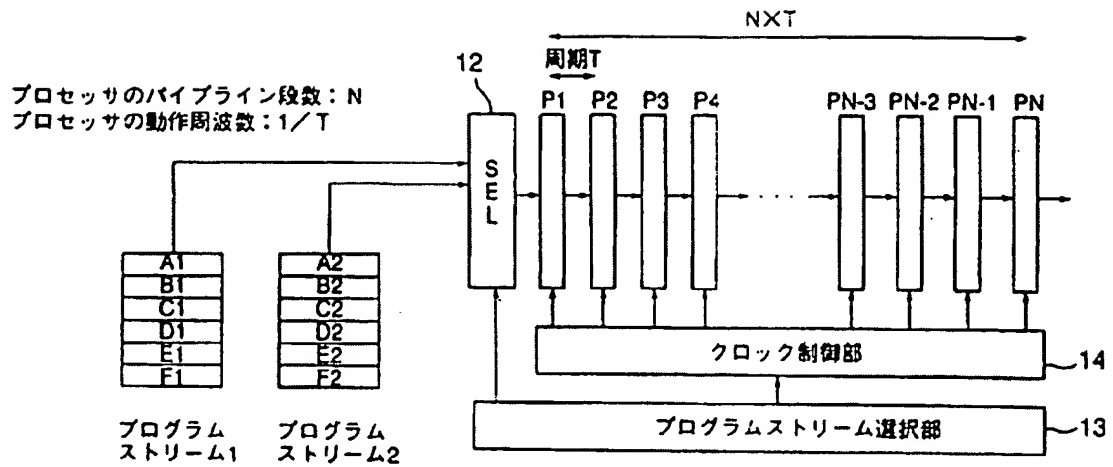 N×T
12
周期T
プロセッサのパイプライン段数：N
プロセッサの動作周波数：1／T
P1 P2 P3 P4 PN-3 PN-2 PN-1 PN
SEL
A1
B1
C1
D1
E1
F1
A2
B2
C2
D2
E2
F2
クロック制御部
14
プログラムストリーム選択部
13
プログラム
ストリーム1
プログラム
ストリーム2